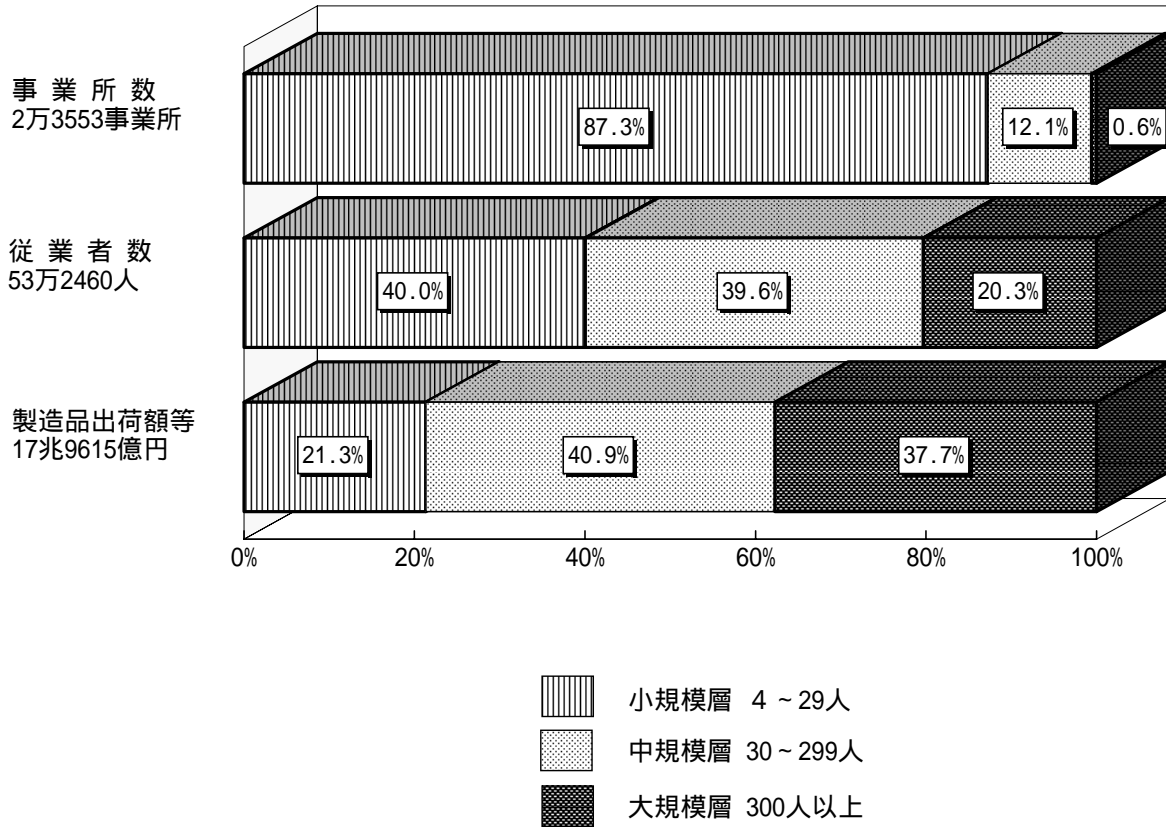 事業所数
2万3553事業所
87.3%
12.1%
0.6%
従業者数
53万2460人
40.0%
39.6%
20.3%
製造品出荷額等
17兆9615億円
21.3%
40.9%
37.7%
0%
20%
40%
60%
80%
100%
小規模層 4 ~ 29人
中規模層 30 ~ 299人
大規模層 300人以上